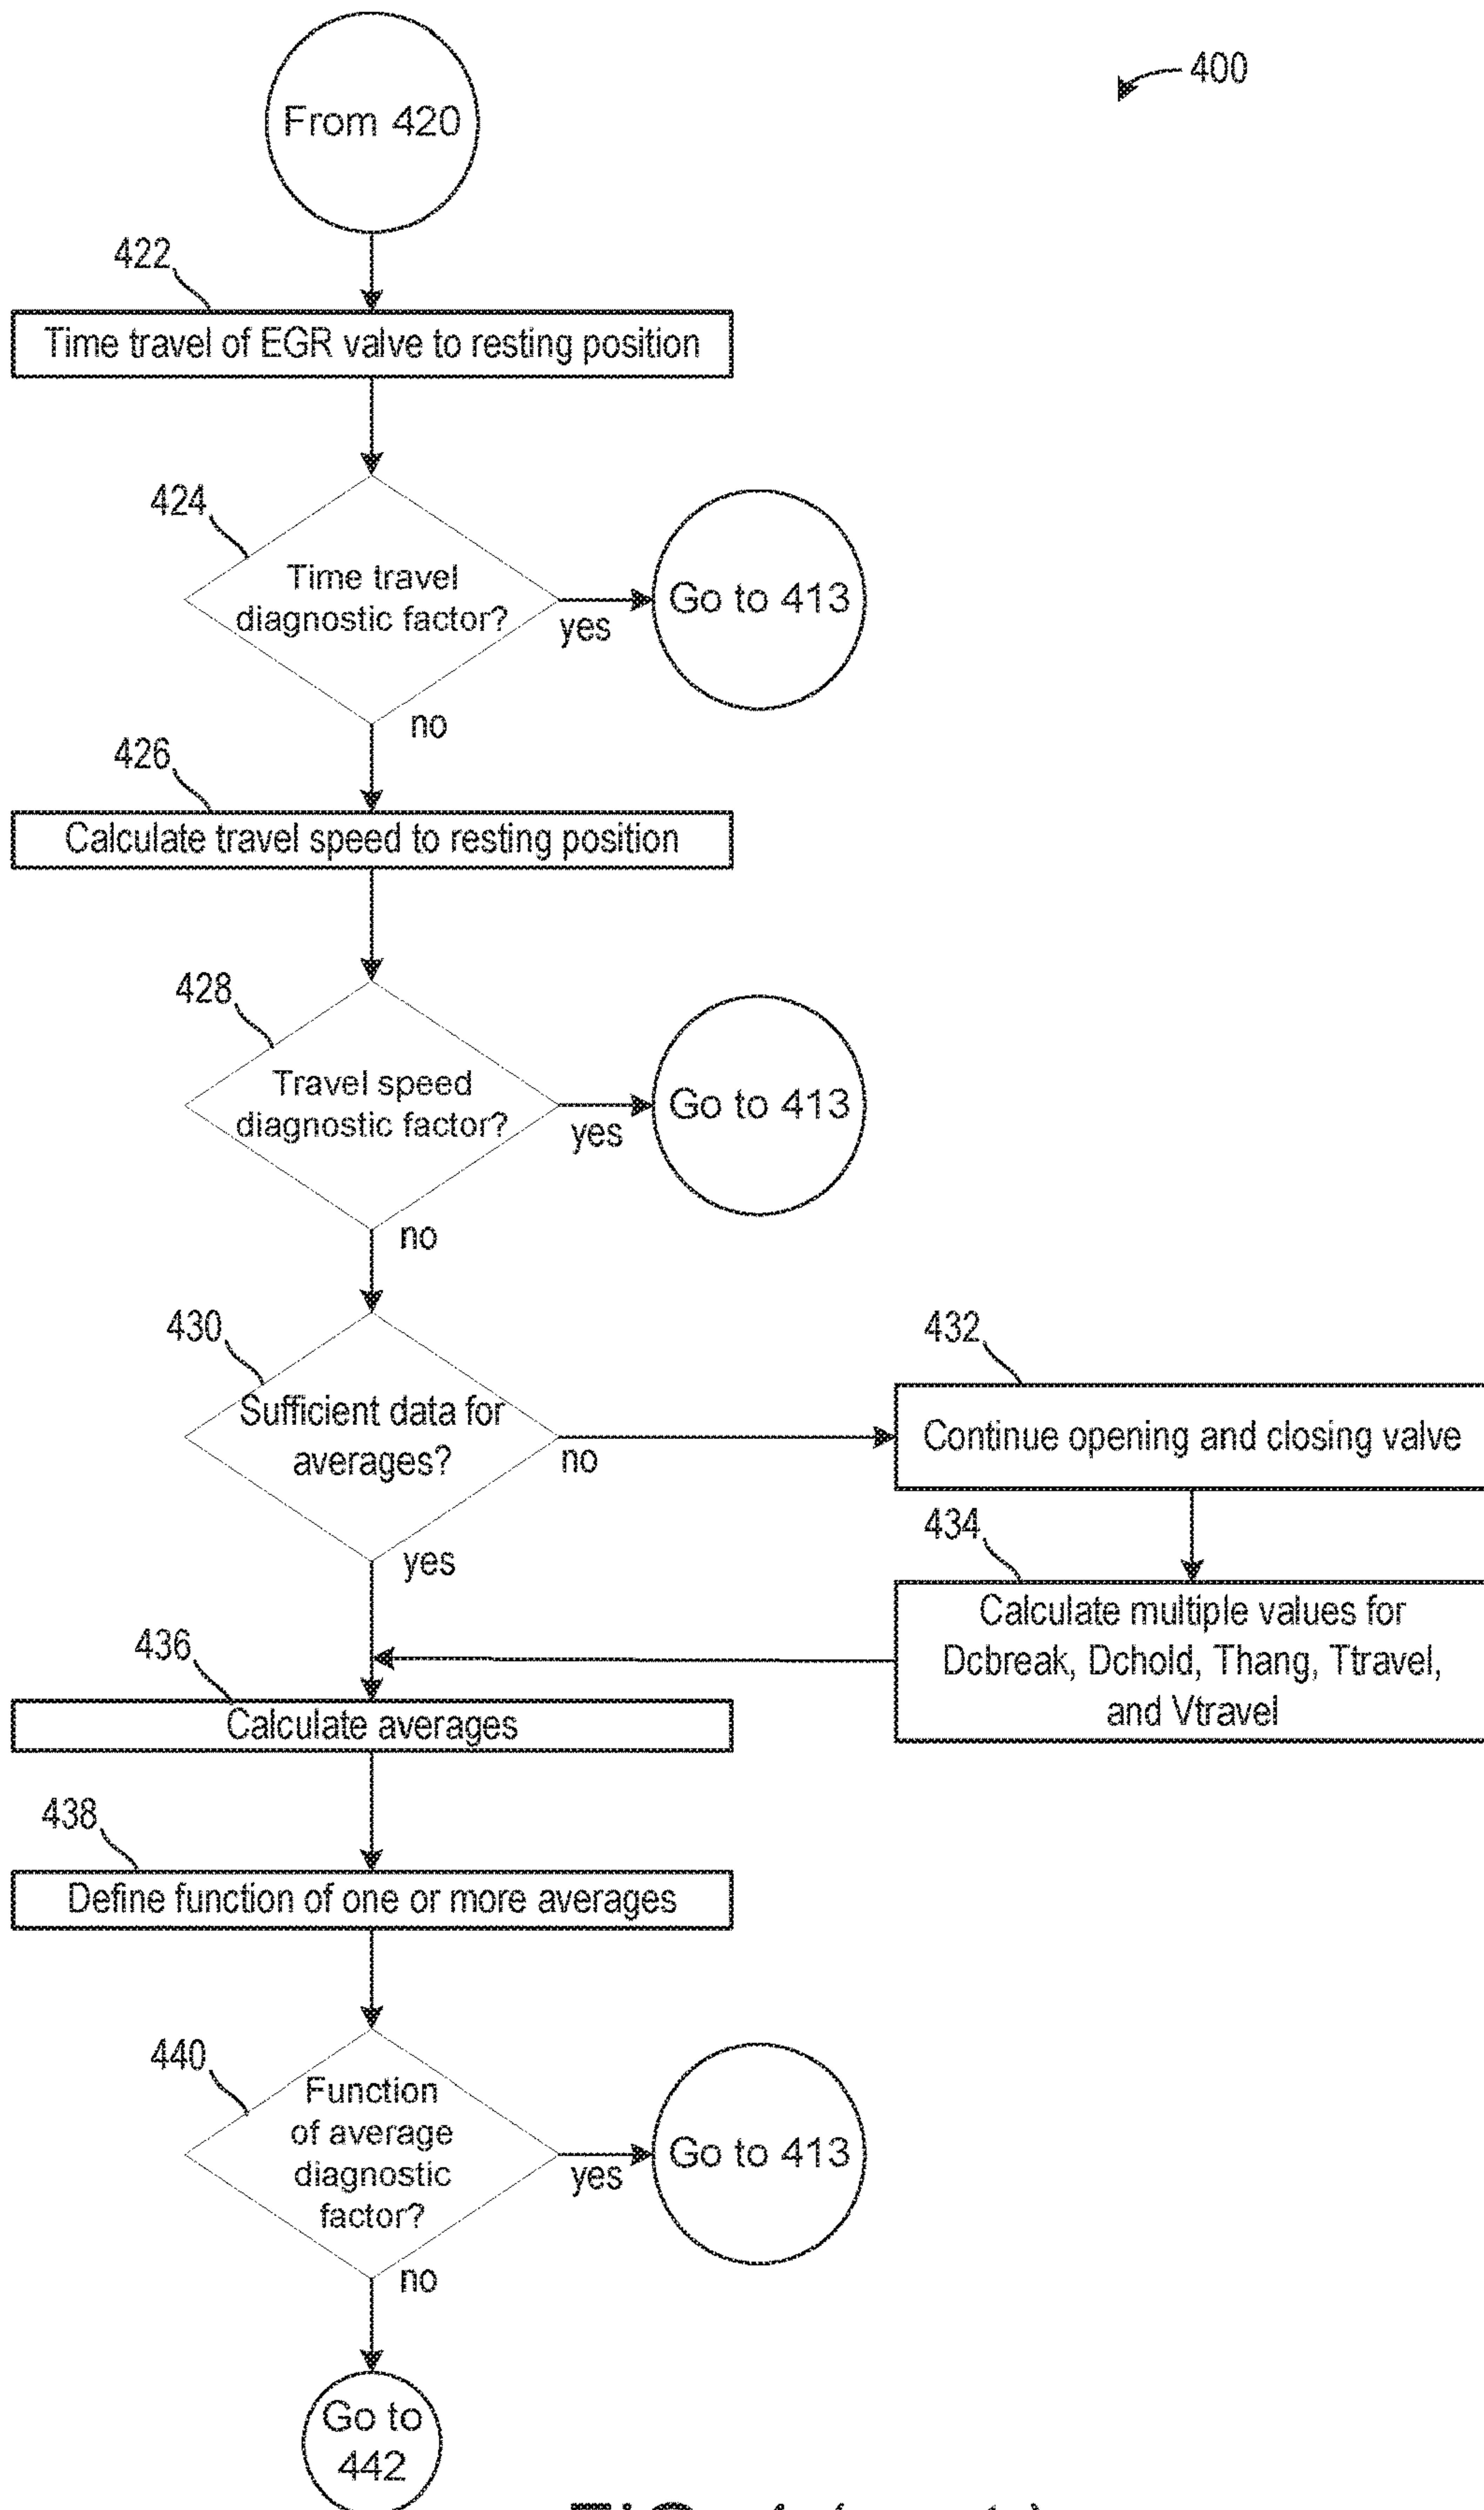 400
From 420
422
Time travel of EGR valve to resting position
424
Time travel
diagnostic factor?
yes
Go to 413
no
426
Calculate travel speed to resting position
428
Travel speed
diagnostic factor?
yes
Go to 413
no
430
Sufficient data for
averages?
no
432
Continue opening and closing valve
yes
434
Calculate multiple values for
Dcbreak, Dchold, Thang, Ttravel,
and Vtravel
436
Calculate averages
438
Define function of one or more averages
440
Function
of average
diagnostic
factor?
yes
Go to 413
no
Go to
442